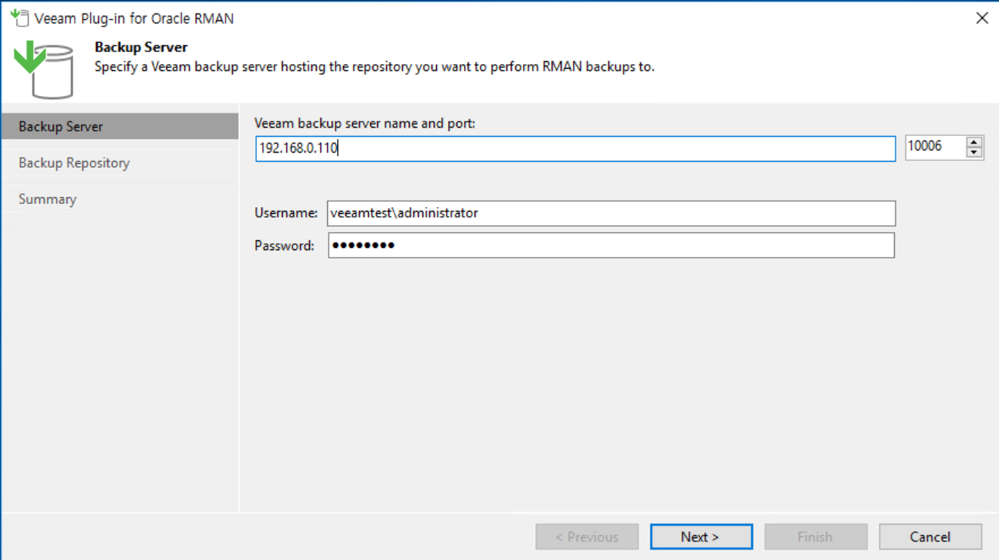 Veeam Plug-in for Oracle RMAN
Backup Server
Specify a Veeam backup server hosting the repository you want to perform RMAN backups to.
Backup Server
Backup Repository
Summary
Veeam backup server name and port:
192.168.0.110 10006
Username: veeamtest\administrator
Password: ●●●●●●●●
< Previous Next > Finish Cancel